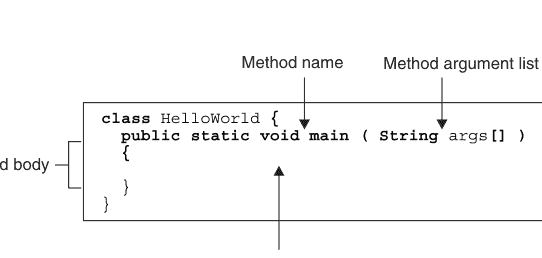 Method name
Method argument list
class HelloWorld {
public static void main ( String args[] )
{
d body
}
}